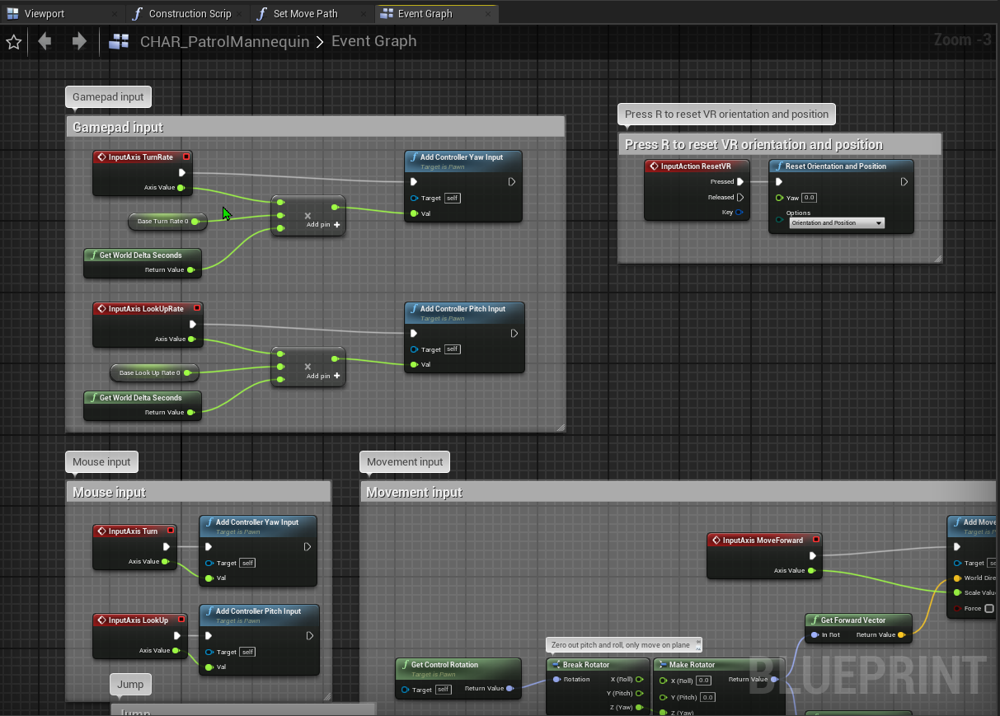 Viewport
Construction Scrip
Set Move Path
Event Graph
CHAR_PatrolMannequin > Event Graph
Zoom -3
Gamepad input
Gamepad input
InputAxis TurnRate
Axis Value
Base Turn Rate 0
Get World Delta Seconds
Return Value
Add pin
Add Controller Yaw Input
Target is Pawn
Target self
Val
InputAxis LookUpRate
Axis Value
Base Look Up Rate 0
Get World Delta Seconds
Return Value
Add pin
Add Controller Pitch Input
Target is Pawn
Target self
Val
Press R to reset VR orientation and position
Press R to reset VR orientation and position
InputAction ResetVR
Pressed
Released
Key
Reset Orientation and Position
Yaw 0.0
Options
Orientation and Position
Mouse input
Mouse input
InputAxis Turn
Axis Value
Add Controller Yaw Input
Target is Pawn
Target self
Val
InputAxis LookUp
Axis Value
Add Controller Pitch Input
Target is Pawn
Target self
Val
Jump
Jump
Movement input
Movement input
InputAxis MoveForward
Axis Value
Add Move
Target is P
Target se
World Dire
Scale Value
Force
Get Forward Vector
In Rot Return Value
Zero out pitch and roll, only move on plane
Get Control Rotation
Target is Pawn
Target self Return Value
Break Rotator
Rotation X (Roll)
Y (Pitch)
Z (Yaw)
Make Rotator
X (Roll) 0.0 Return Value
Y (Pitch) 0.0
Z (Yaw)
BLUEPRINT